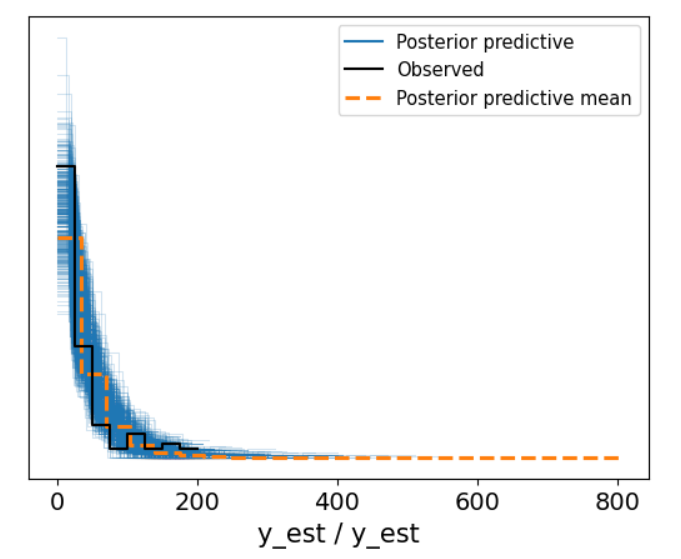 Posterior predictive
Observed
Posterior predictive mean
0 200 400 600 800
y_est / y_est